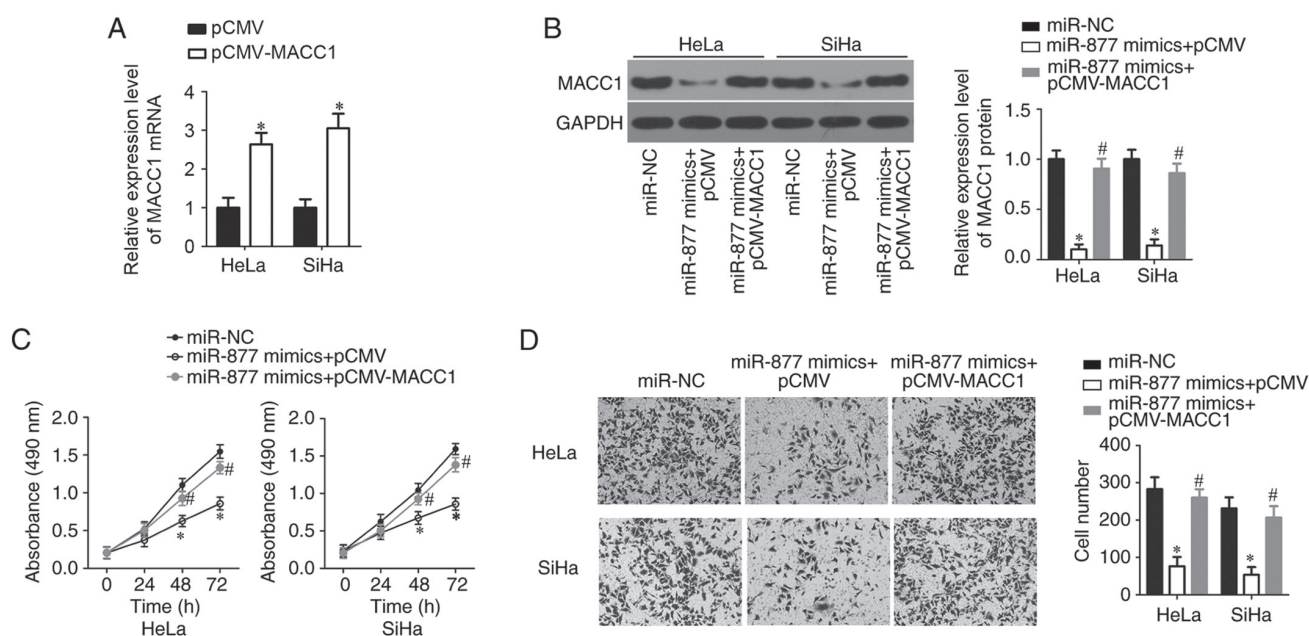 A
pCMV
pCMV-MACC1
Relative expression level
of MACC1 mRNA
4
3
2
1
0
*
*
HeLa
SiHa
B
HeLa
SiHa
MACC1
GAPDH
miR-NC
miR-877 mimics+
pCMV
miR-877 mimics+
pCMV-MACC1
miR-NC
miR-877 mimics+
pCMV
miR-877 mimics+
pCMV-MACC1
miR-NC
miR-877 mimics+pCMV
miR-877 mimics+
pCMV-MACC1
Relative expression level
of MACC1 protein
1.5
1.0
0.5
0.0
*
#
*
#
HeLa
SiHa
C
miR-NC
miR-877 mimics+pCMV
miR-877 mimics+pCMV-MACC1
Absorbance (490 nm)
2.0
1.5
1.0
0.5
0.0
#
#
*
*
0 24 48 72
Time (h)
HeLa
Absorbance (490 nm)
2.0
1.5
1.0
0.5
0.0
#
#
*
*
0 24 48 72
Time (h)
SiHa
D
miR-NC
miR-877 mimics+
pCMV
miR-877 mimics+
pCMV-MACC1
HeLa
SiHa
miR-NC
miR-877 mimics+pCMV
miR-877 mimics+
pCMV-MACC1
Cell number
400
300
200
100
0
*
#
*
#
HeLa
SiHa